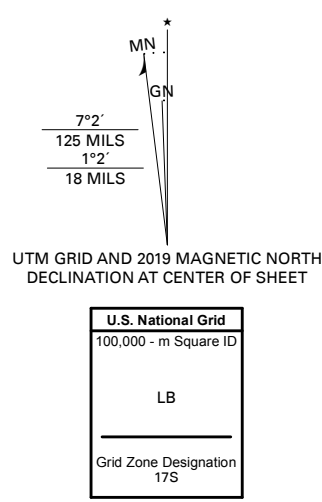 ★
MN
GN
7°2´
125 MILS
1°2´
18 MILS
UTM GRID AND 2019 MAGNETIC NORTH
DECLINATION AT CENTER OF SHEET
U.S. National Grid
100,000 - m Square ID
LB
Grid Zone Designation
17S